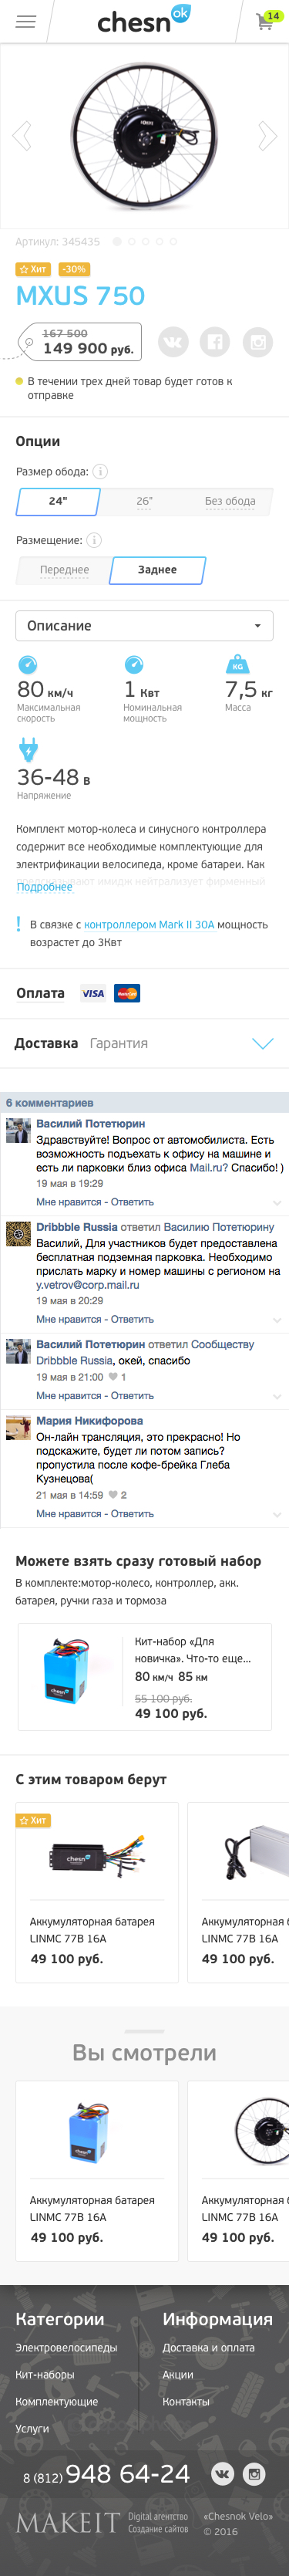 chesnok
14
Артикул: 345435
Хит
-30%
MXUS 750
167 500
149 900 руб.
В течении трех дней товар будет готов к
отправке
Опции
Размер обода: i
24" 26" Без обода
Размещение: i
Переднее Заднее
Описание
80 км/ч
Максимальная
скорость
1 Квт
Номинальная
мощность
KG
7,5 кг
Масса
36-48 в
Напряжение
Комплект мотор-колеса и синусного контроллера
содержит все необходимые комплектующие для
электрификации велосипеда, кроме батареи. Как
Подробнее
! В связке с контроллером Mark II 30A мощность
возрастет до 3Квт
Оплата VISA MasterCard
Доставка Гарантия
6 комментариев
Василий Потетюрин
Здравствуйте! Вопрос от автомобилиста. Есть
возможность подъехать к офису на машине и
есть ли парковки близ офиса Mail.ru? Спасибо! )
19 мая в 19:29
Мне нравится - Ответить
Dribbble Russia ответил Василию Потетюрину
Василий, Для участников будет предоставлена
бесплатная подземная парковка. Необходимо
прислать марку и номер машины с регионом на
y.vetrov@corp.mail.ru
19 мая в 20:29
Мне нравится - Ответить
Василий Потетюрин ответил Сообществу
Dribbble Russia, окей, спасибо
19 мая в 21:00 1
Мне нравится - Ответить
Мария Никифорова
Он-лайн трансляция, это прекрасно! Но
подскажите, будет ли потом запись?
пропустила после кофе-брейка Глеба
Кузнецова(
21 мая в 14:59 2
Мне нравится - Ответить
Можете взять сразу готовый набор
В комплекте:мотор-колесо, контроллер, акк.
батарея, ручки газа и тормоза
Кит-набор «Для
новичка». Что-то еще...
80 км/ч 85 км
55 100 руб.
49 100 руб.
С этим товаром берут
Хит
chesnok
Аккумуляторная батарея
LINMC 77В 16А
49 100 руб.
Аккумуляторная б
LINMC 77В 16А
49 100 руб.
Вы смотрели
Аккумуляторная батарея
LINMC 77В 16А
49 100 руб.
Аккумуляторная б
LINMC 77В 16А
49 100 руб.
Категории
Электровелосипеды
Кит-наборы
Комплектующие
Услуги
Информация
Доставка и оплата
Акции
Контакты
8 (812) 948 64-24
MAKEIT
Digital агентство
Создание сайтов
«Chesnok Velo»
© 2016